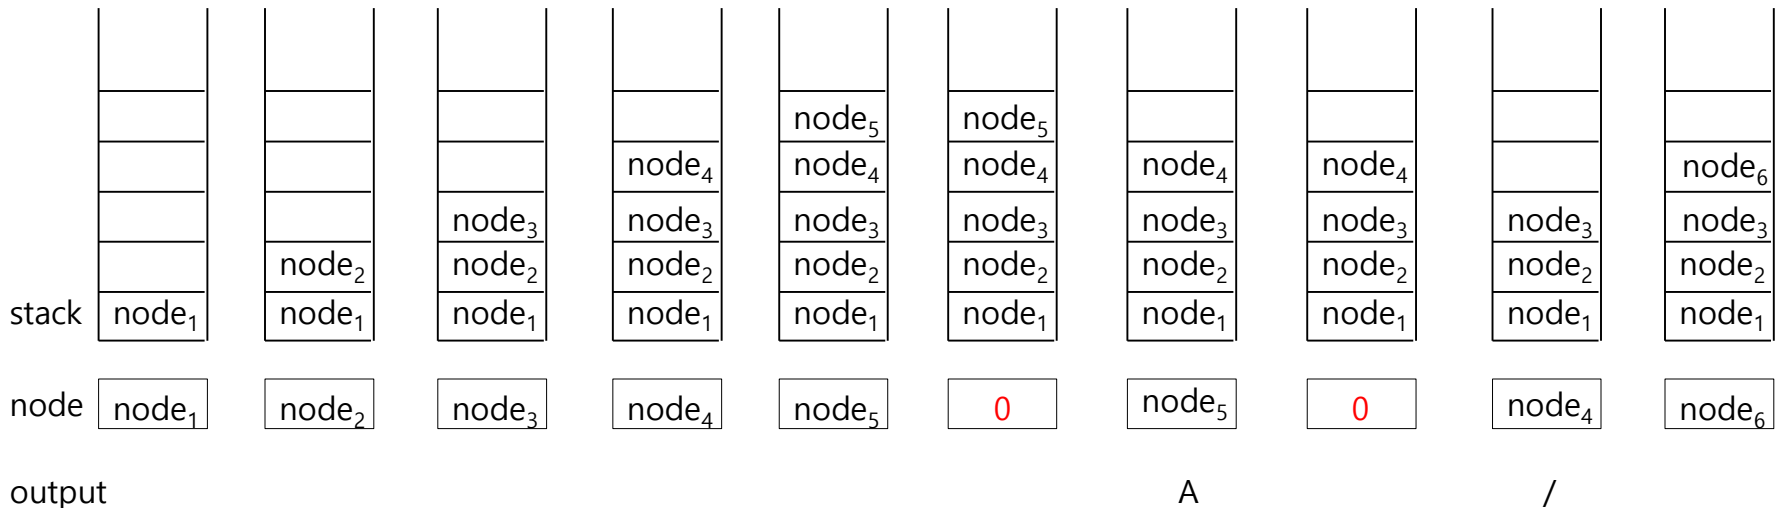 node₅ node₅
node₄ node₄ node₄ node₄ node₄ node₆
node₃ node₃ node₃ node₃ node₃ node₃ node₃ node₃
node₂ node₂ node₂ node₂ node₂ node₂ node₂ node₂ node₂
stack node₁ node₁ node₁ node₁ node₁ node₁ node₁ node₁ node₁ node₁
node node₁ node₂ node₃ node₄ node₅ 0 node₅ 0 node₄ node₆
output A /